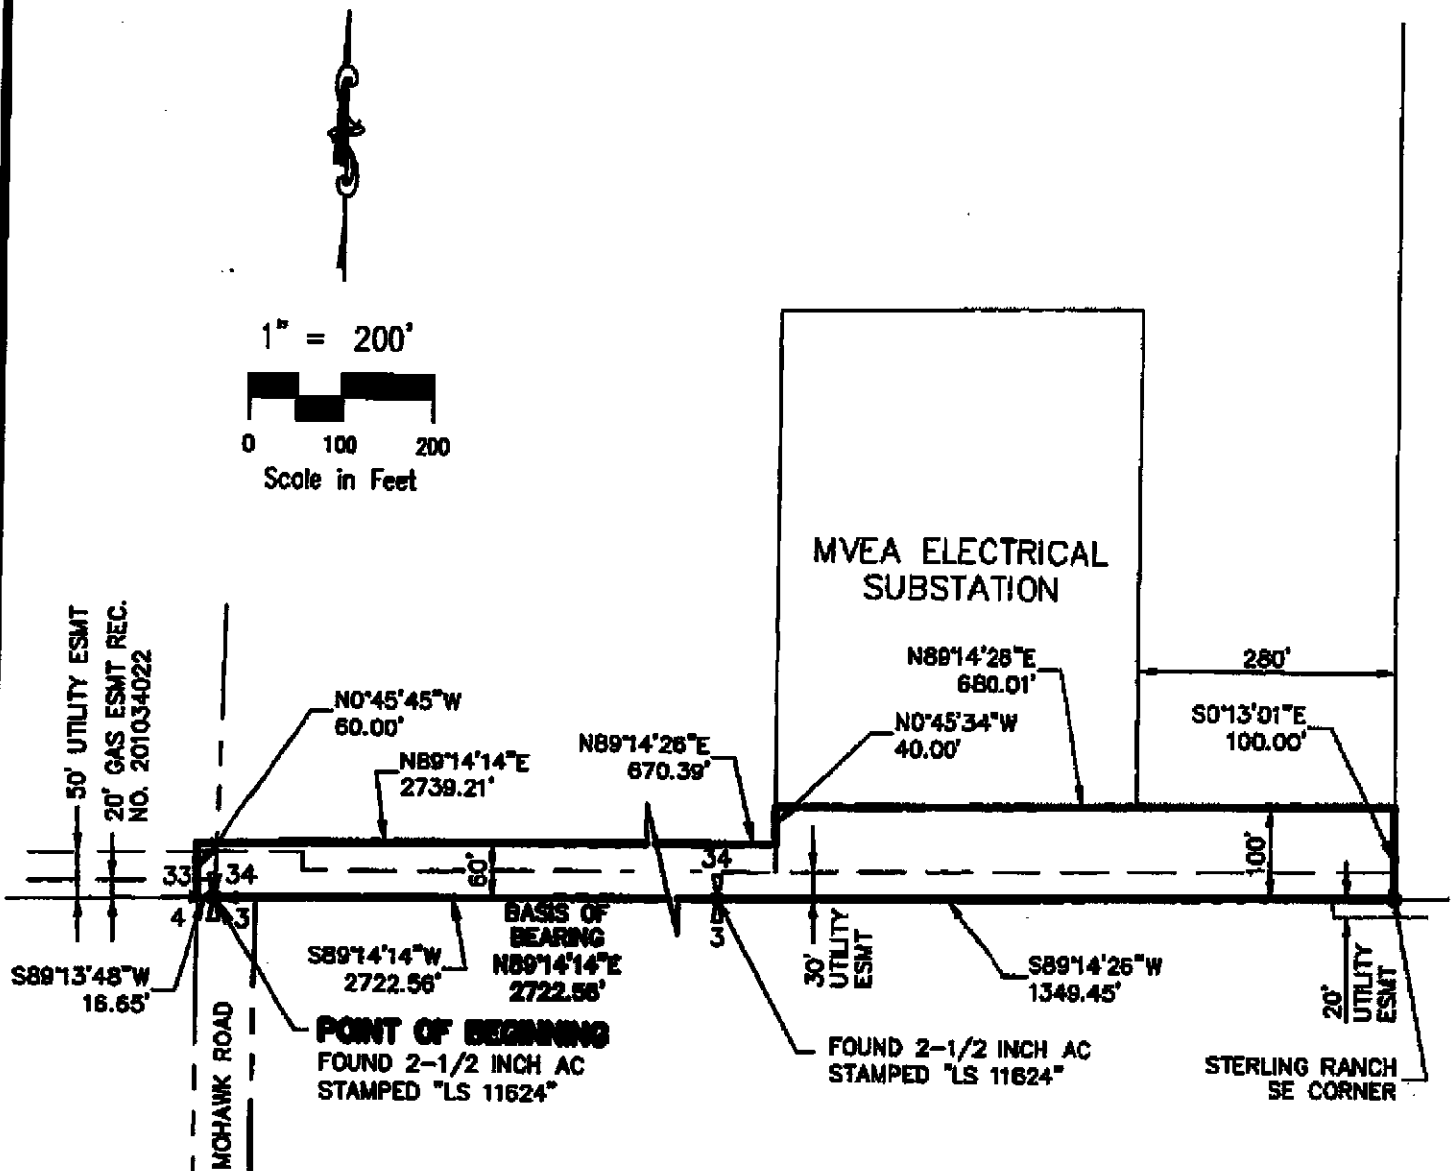 1" = 200'
0 100 200
Scale in Feet
MVEA ELECTRICAL
SUBSTATION
50' UTILITY ESMT
20' GAS ESMT REC.
NO. 201034022
N0°45'45"W
60.00'
N89°14'14"E
2739.21'
N89°14'26"E
670.39'
N89°14'26"E
680.01'
N0°45'34"W
40.00'
280'
S0°13'01"E
100.00'
33 34
4 3
60'
34
3
100'
S89°13'48"W
16.65'
S89°14'14"W
2722.56'
BASIS OF
BEARING
N89°14'14"E
2722.56'
30'
UTILITY
ESMT
S89°14'26"W
1349.45'
20'
UTILITY
ESMT
MOHAWK ROAD
POINT OF BEGINNING
FOUND 2-1/2 INCH AC
STAMPED "LS 11624"
FOUND 2-1/2 INCH AC
STAMPED "LS 11624"
STERLING RANCH
SE CORNER